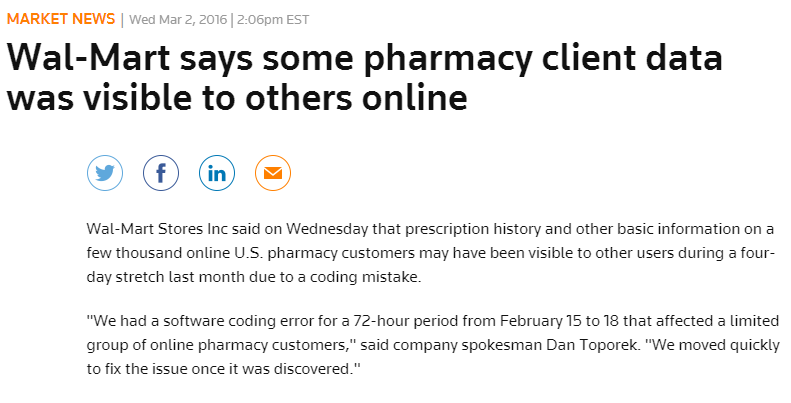 MARKET NEWS | Wed Mar 2, 2016 | 2:06pm EST
Wal-Mart says some pharmacy client data
was visible to others online
Wal-Mart Stores Inc said on Wednesday that prescription history and other basic information on a
few thousand online U.S. pharmacy customers may have been visible to other users during a four-
day stretch last month due to a coding mistake.
"We had a software coding error for a 72-hour period from February 15 to 18 that affected a limited
group of online pharmacy customers," said company spokesman Dan Toporek. "We moved quickly
to fix the issue once it was discovered."